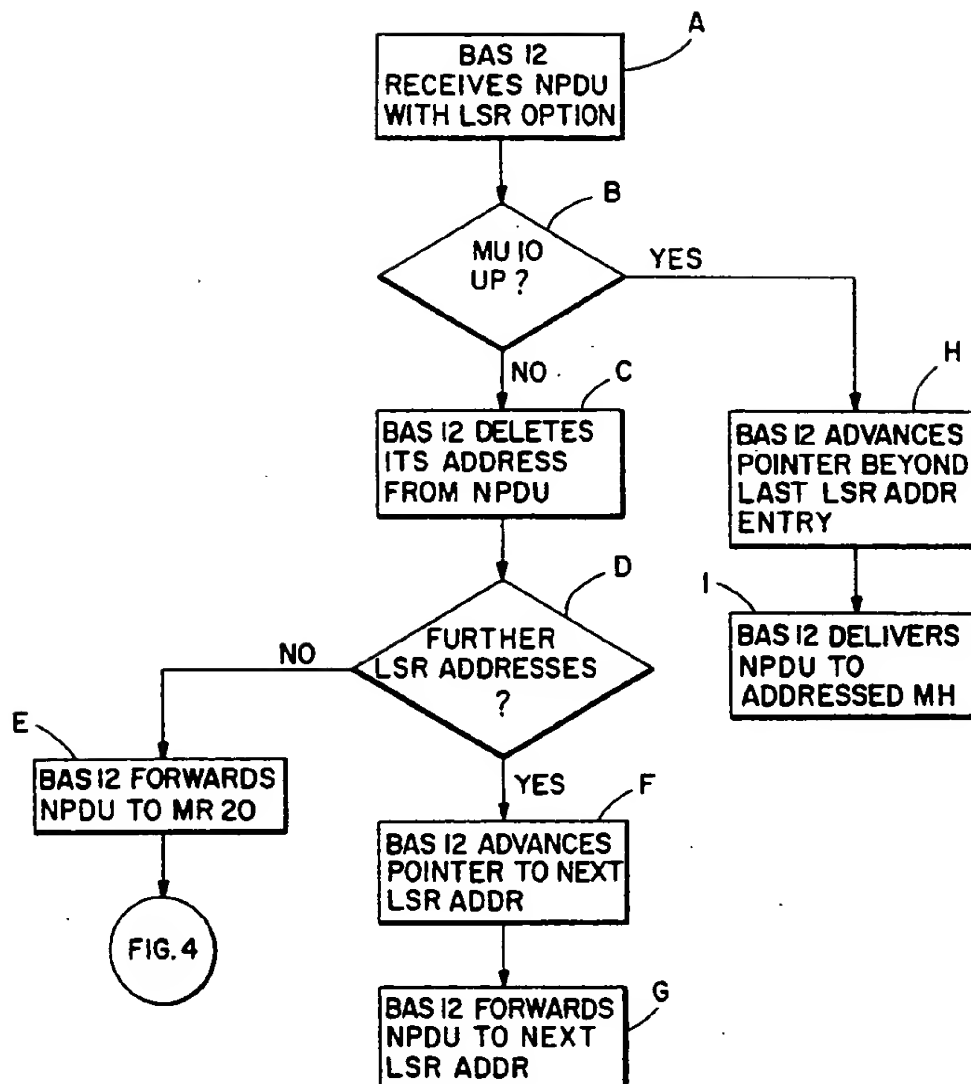 A
BAS 12
RECEIVES NPDU
WITH LSR OPTION
B
MU 10
UP ?
YES
NO
C
BAS 12 DELETES
ITS ADDRESS
FROM NPDU
H
BAS 12 ADVANCES
POINTER BEYOND
LAST LSR ADDR
ENTRY
D
FURTHER
LSR ADDRESSES
?
NO
I
BAS 12 DELIVERS
NPDU TO
ADDRESSED MH
E
BAS 12 FORWARDS
NPDU TO MR 20
YES
F
BAS 12 ADVANCES
POINTER TO NEXT
LSR ADDR
FIG. 4
G
BAS 12 FORWARDS
NPDU TO NEXT
LSR ADDR